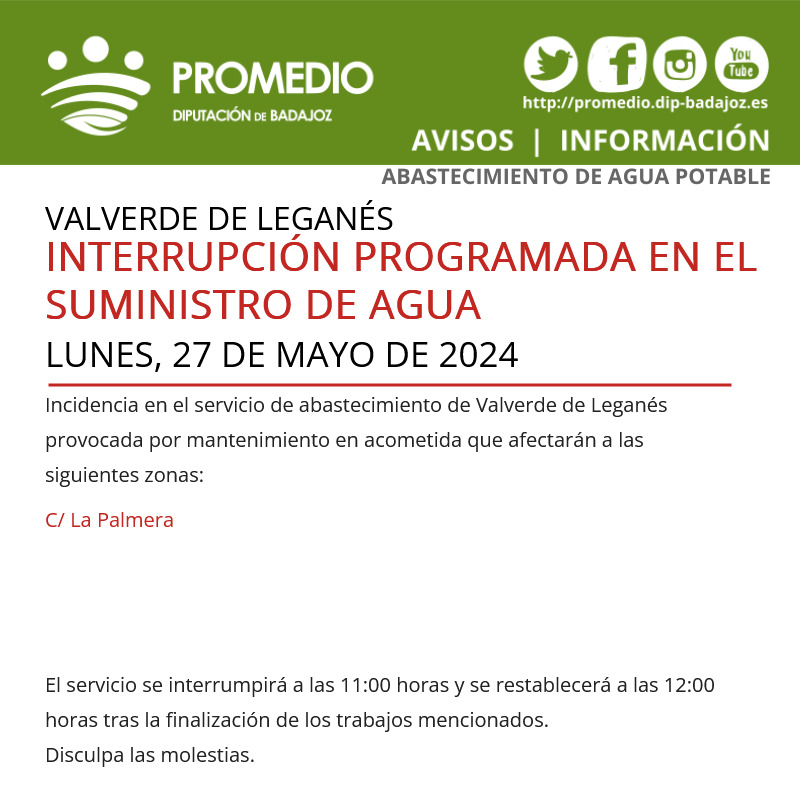 PROMEDIO
DIPUTACIÓN DE BADAJOZ
You
Tube
http://promedio.dip-badajoz.es
AVISOS | INFORMACIÓN
ABASTECIMIENTO DE AGUA POTABLE
VALVERDE DE LEGANÉS
INTERRUPCIÓN PROGRAMADA EN EL
SUMINISTRO DE AGUA
LUNES, 27 DE MAYO DE 2024
Incidencia en el servicio de abastecimiento de Valverde de Leganés
provocada por mantenimiento en acometida que afectarán a las
siguientes zonas:
C/ La Palmera
El servicio se interrumpirá a las 11:00 horas y se restablecerá a las 12:00
horas tras la finalización de los trabajos mencionados.
Disculpa las molestias.